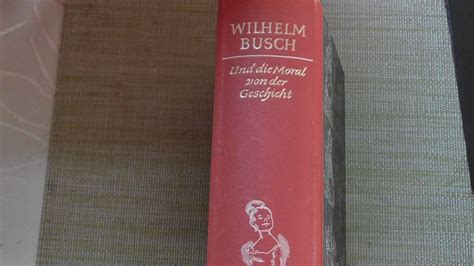 WILHELM
BUSCH
Und die Moral
von der
Geschicht